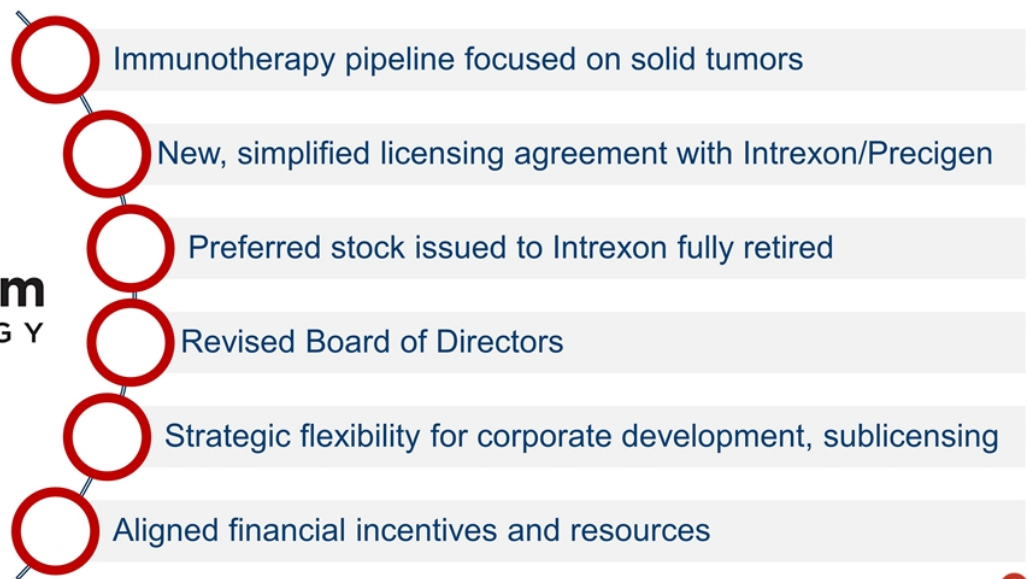 Immunotherapy pipeline focused on solid tumors
New, simplified licensing agreement with Intrexon/Precigen
Preferred stock issued to Intrexon fully retired
m
G Y
Revised Board of Directors
Strategic flexibility for corporate development, sublicensing
Aligned financial incentives and resources